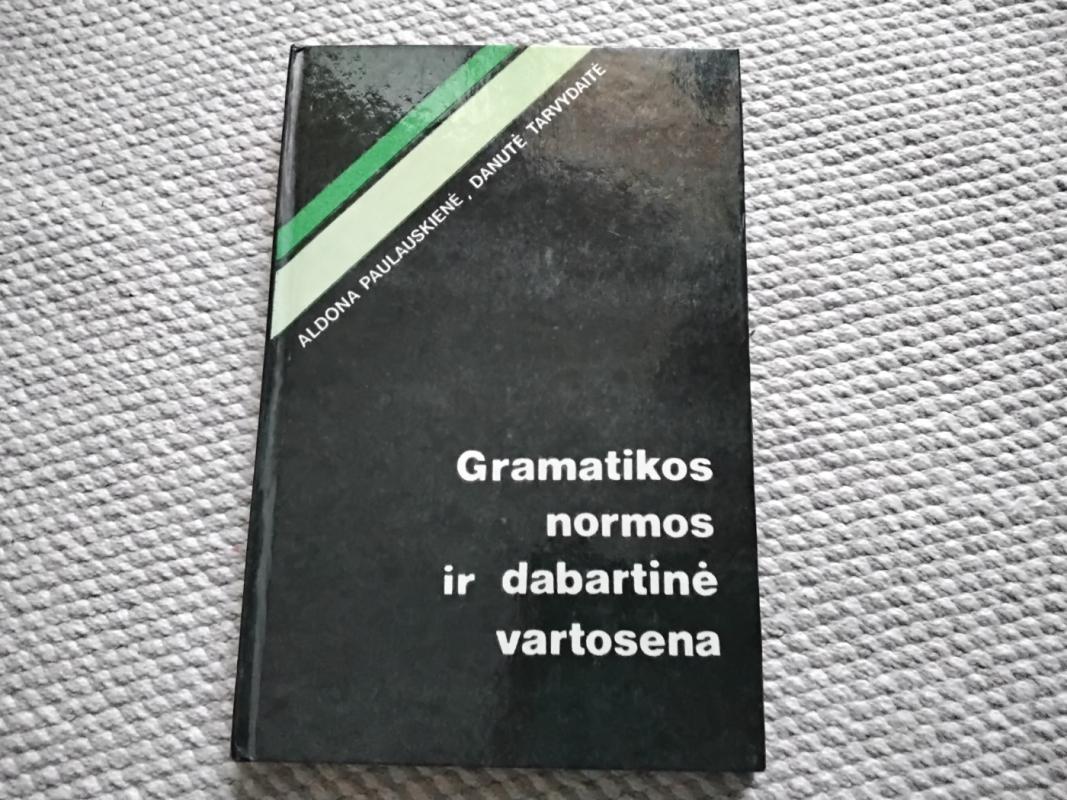 ALDONA PAULAUSKIENĖ, DANUTĖ TARVYDAITĖ
Gramatikos
normos
ir dabartinė
vartosena